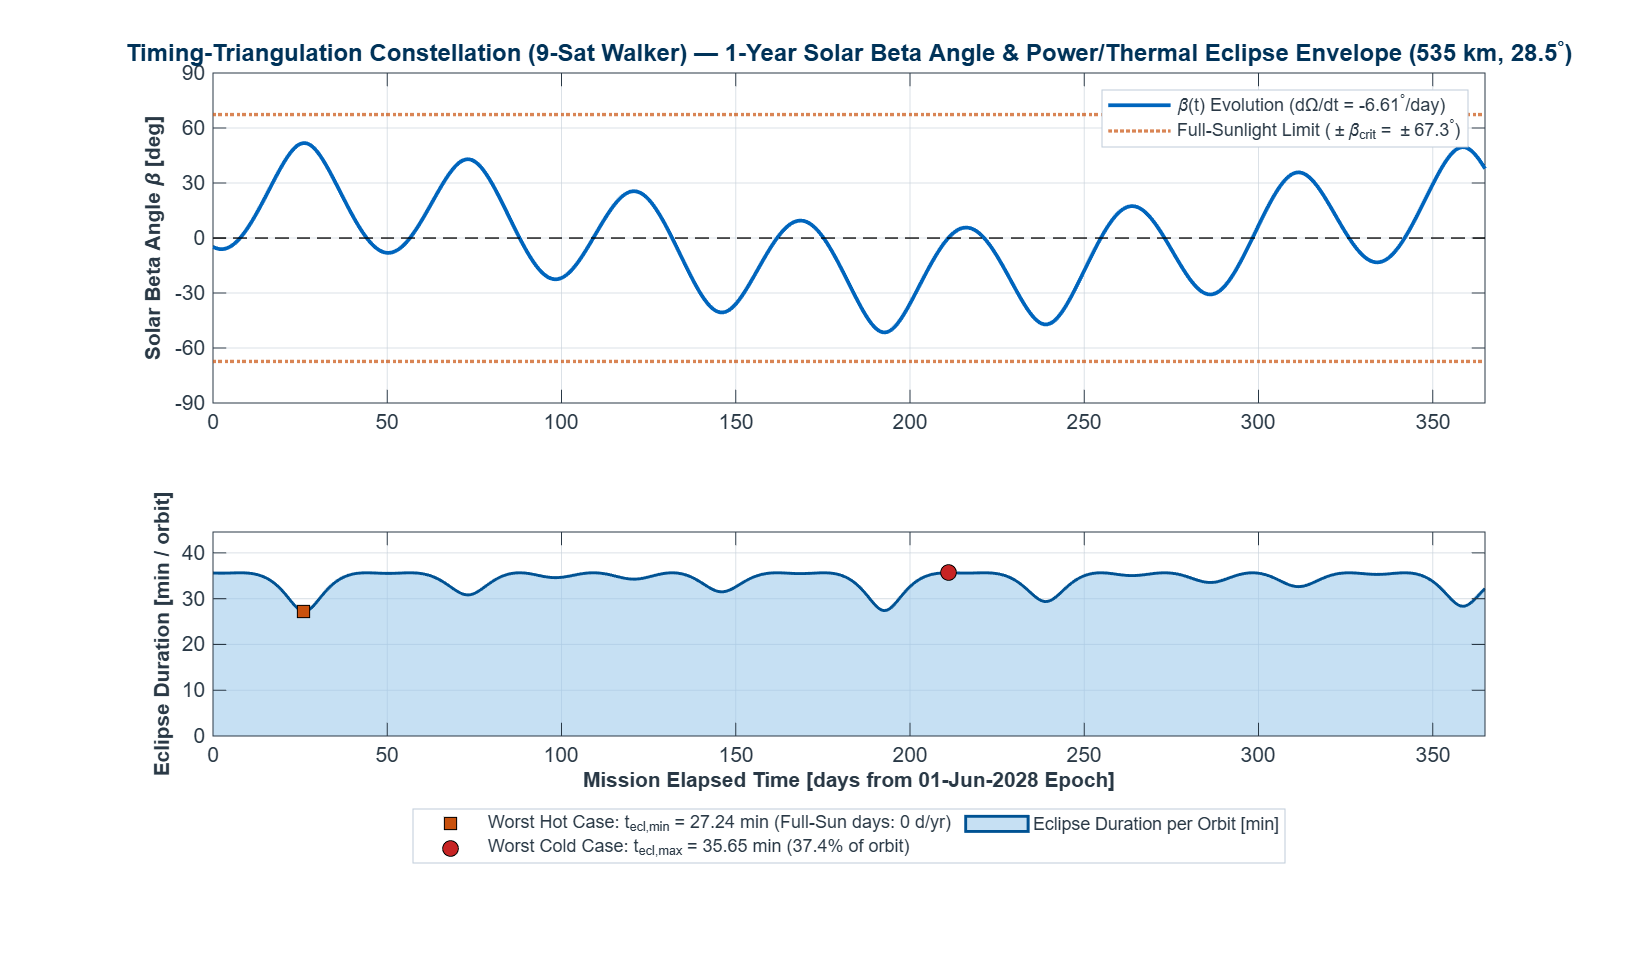 Timing-Triangulation Constellation (9-Sat Walker) — 1-Year Solar Beta Angle & Power/Thermal Eclipse Envelope (535 km, 28.5°)
Solar Beta Angle β [deg]
90
60
30
0
-30
-60
-90
β(t) Evolution (dΩ/dt = -6.61°/day)
Full-Sunlight Limit ( ± βcrit = ± 67.3°)
0 50 100 150 200 250 300 350
Eclipse Duration [min / orbit]
40
30
20
10
0
0 50 100 150 200 250 300 350
Mission Elapsed Time [days from 01-Jun-2028 Epoch]
Worst Hot Case: tecl,min = 27.24 min (Full-Sun days: 0 d/yr)
Eclipse Duration per Orbit [min]
Worst Cold Case: tecl,max = 35.65 min (37.4% of orbit)